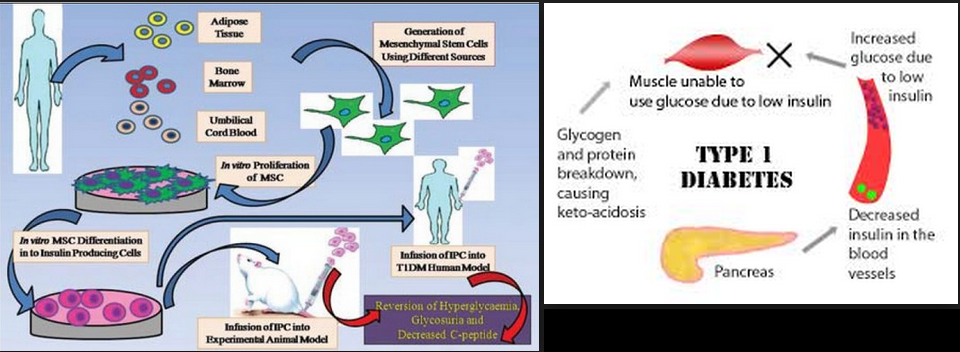 Adipose
Tissue
Bone
Marrow
Umbilical
Cord Blood
Generation of
Mesenchymal Stem Cells
Using Different Sources
In vitro Proliferation
of MSC
In vitro MSC Differentiation
in to Insulin Producing Cells
Infusion of IPC into
T1DM Human Model
Infusion of IPC into
Experimental Animal Model
Reversion of Hyperglycaemia,
Glycosuria and
Decreased C-peptide
Increased
glucose due
to low
insulin
Muscle unable to
use glucose due to low insulin
Glycogen
and protein
breakdown,
causing
keto-acidosis
TYPE 1
DIABETES
Decreased
insulin in the
blood
vessels
Pancreas